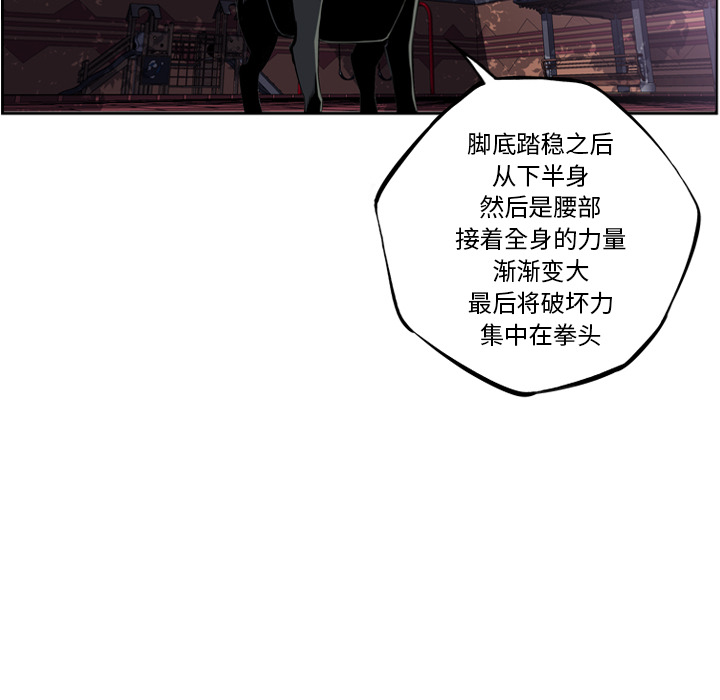 脚底踏稳之后
从下半身
然后是腰部
接着全身的力量
渐渐变大
最后将破坏力
集中在拳头